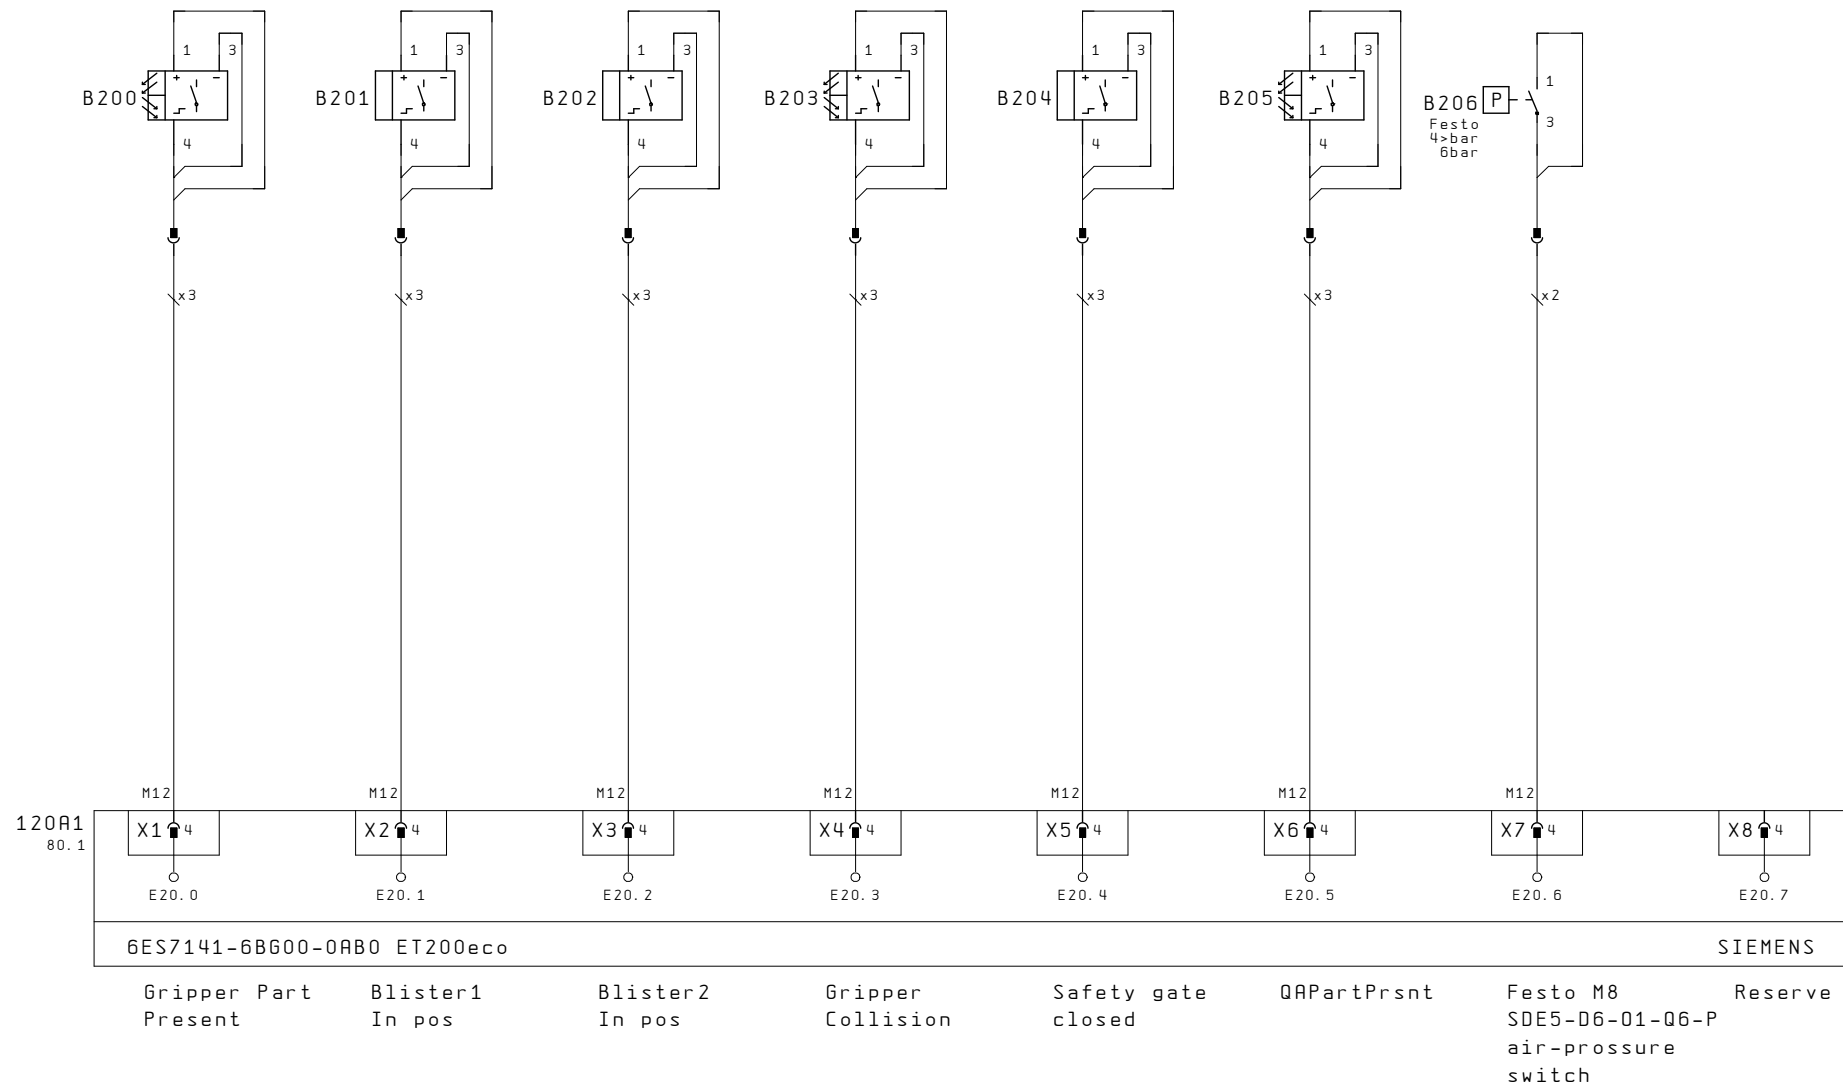 1 3 1 3 1 3 1 3 1 3 1 3
+ - + - + - + - + - + - 1
B200 B201 B202 B203 B204 B205 B206 P
Festo 3
4>bar
6bar
4 4 4 4 4 4
x3 x3 x3 x3 x3 x3 x2
M12 M12 M12 M12 M12 M12 M12
120A1 X1 4 X2 4 X3 4 X4 4 X5 4 X6 4 X7 4 X8 4
80.1
E20.0 E20.1 E20.2 E20.3 E20.4 E20.5 E20.6 E20.7
6ES7141-6BG00-0AB0 ET200eco SIEMENS
Gripper Part
Present
Blister1
In pos
Blister2
In pos
Gripper
Collision
Safety gate
closed
QAPartPrsnt
Festo M8
SDE5-D6-O1-Q6-P
air-prossure
switch
Reserve